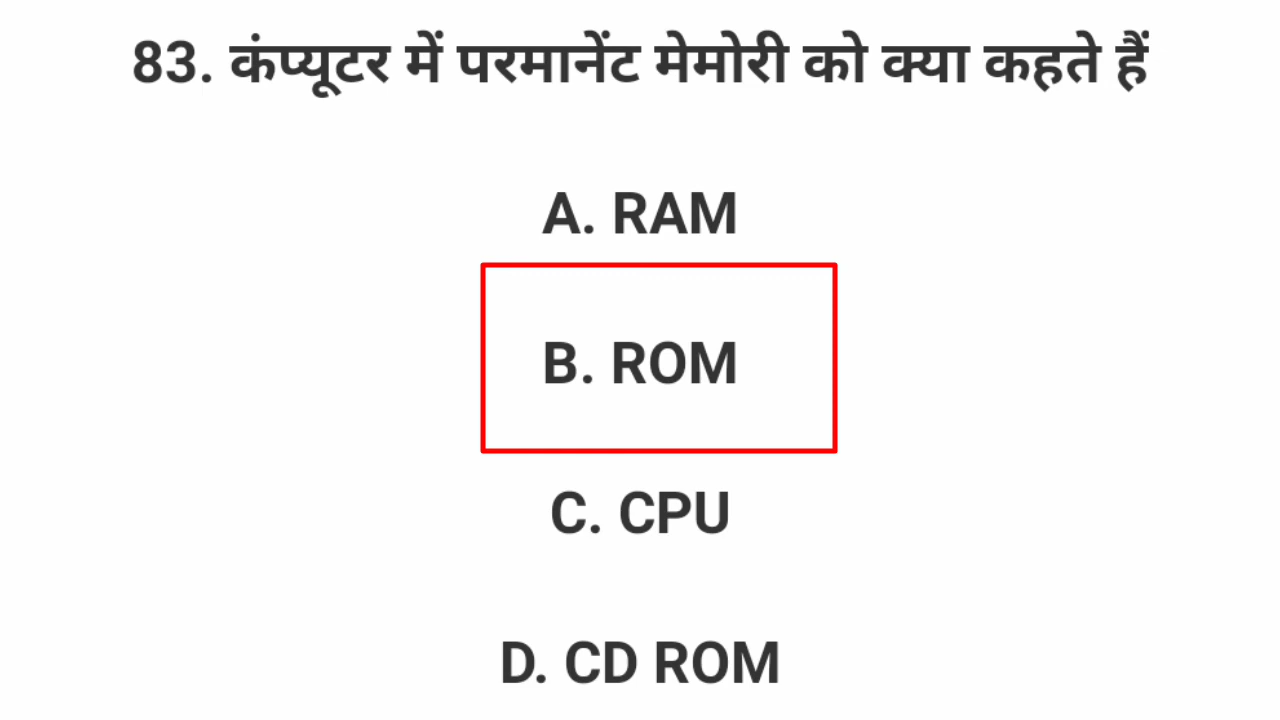 83. कंप्यूटर में परमानेंट मेमोरी को क्या कहते हैं
A. RAM
B. ROM
C. CPU
D. CD ROM